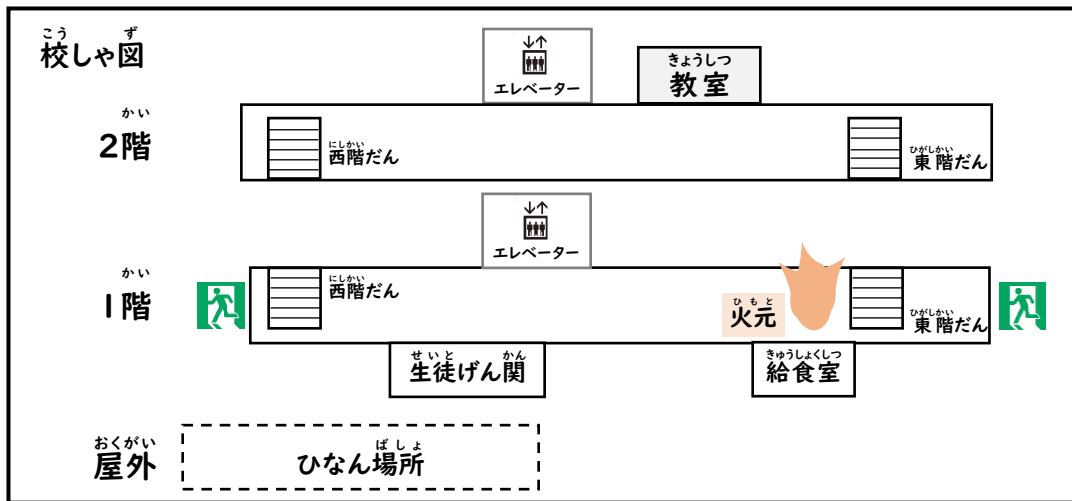 こう ず
校しゃ図
エレベーター
きょうしつ
教室
かい
2階
にしかい
西階だん
ひがしかい
東階だん
エレベーター
かい
1階
にしかい
西階だん
ひもと
火元
ひがしかい
東階だん
せいと かん
生徒げん関
きゅうしょくしつ
給食室
おくがい
屋外
ばしょ
ひなん場所